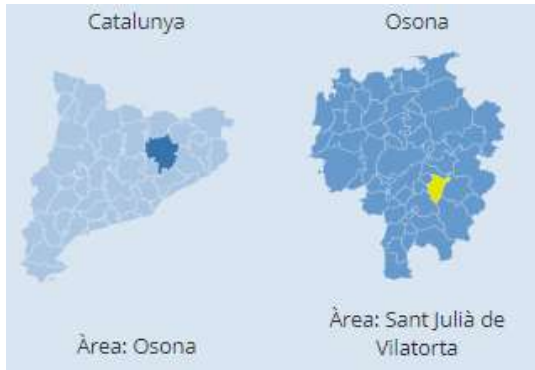 Catalunya
Osona
Àrea: Osona
Àrea: Sant Julià de
Vilatorta